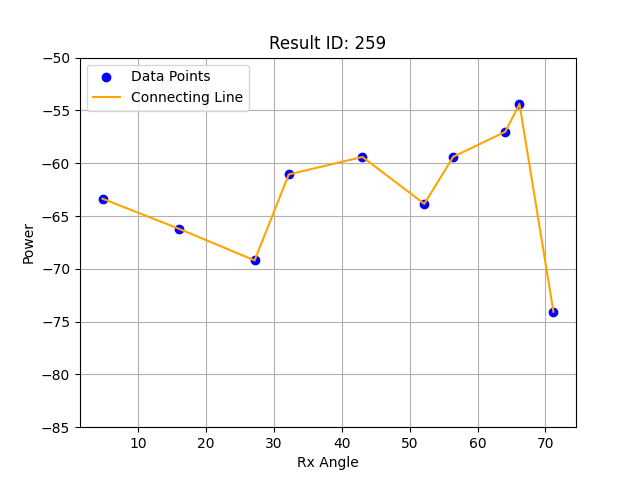 Result ID: 259
Data Points
Connecting Line
−50
−55
−60
−65
−70
−75
−80
−85
Power
10 20 30 40 50 60 70
Rx Angle